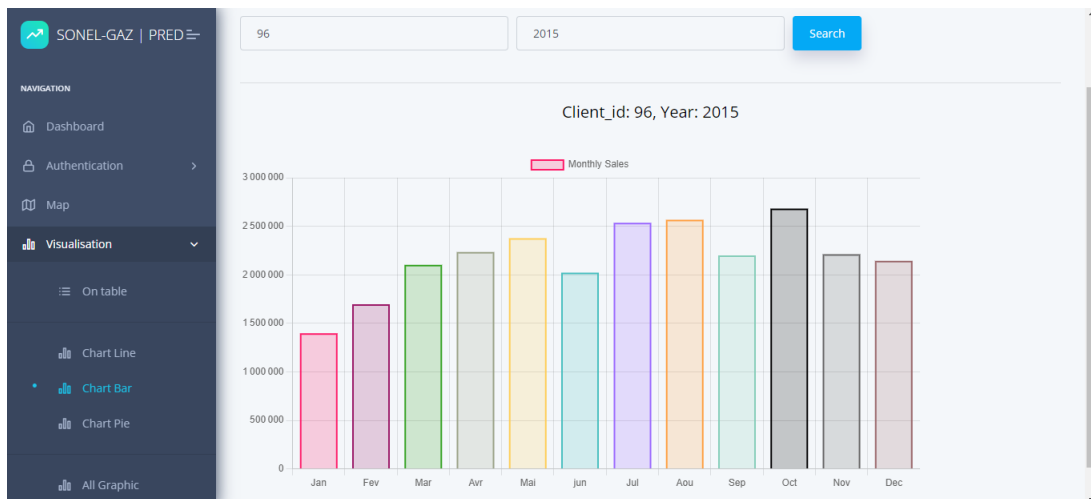 SONEL-GAZ | PRED
NAVIGATION
Dashboard
Authentication
Map
Visualisation
On table
Chart Line
Chart Bar
Chart Pie
All Graphic
96
2015
Search
Client_id: 96, Year: 2015
Monthly Sales
3 000 000
2 500 000
2 000 000
1 500 000
1 000 000
500 000
0
Jan Fev Mar Avr Mai jun Jul Aou Sep Oct Nov Dec